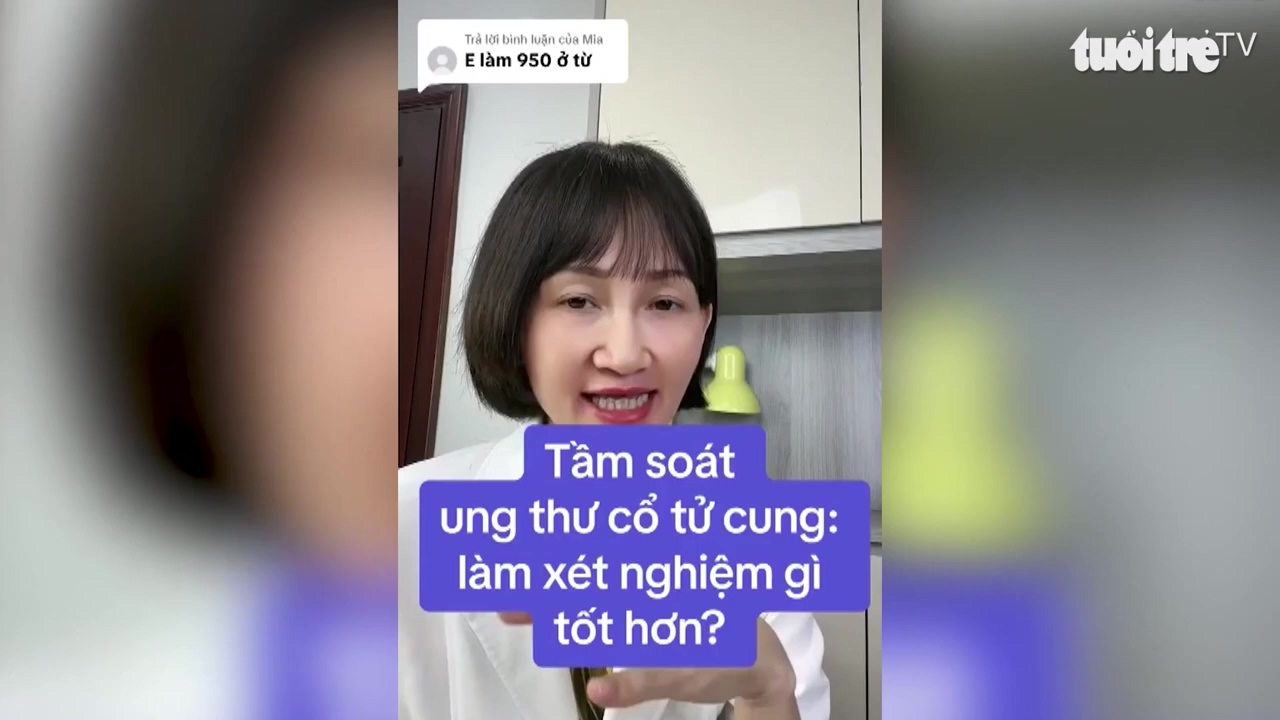 Trả lời bình luận của Mia
E làm 950 ở từ
tuổi trẻ
TV
Tầm soát
ung thư cổ tử cung:
làm xét nghiệm gì
tốt hơn?